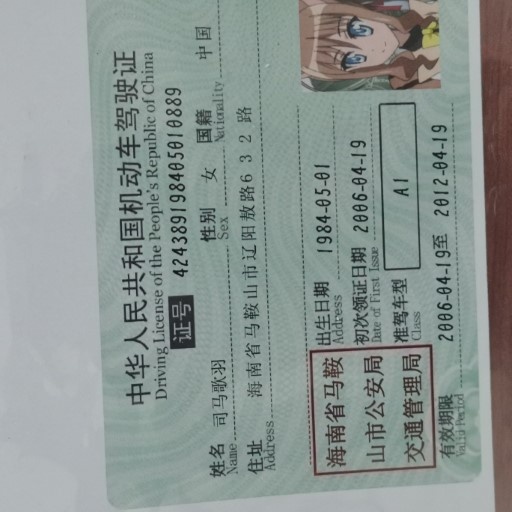 中华人民共和国机动车驾驶证
Driving License of the People's Republic of China
证号 424389198405010889
姓名 司马歌羽 性别 女 国籍 中国
Name Sex Nationality
住址 海南省马鞍山市辽阳敖路632路
Address
出生日期 1984-05-01
Address
海南省马鞍
山市公安局
交通管理局
初次领证日期 2006-04-19
Date of First Issue
准驾车型 A1
Class
有效期限 2006-04-19至 2012-04-19
Valid Period